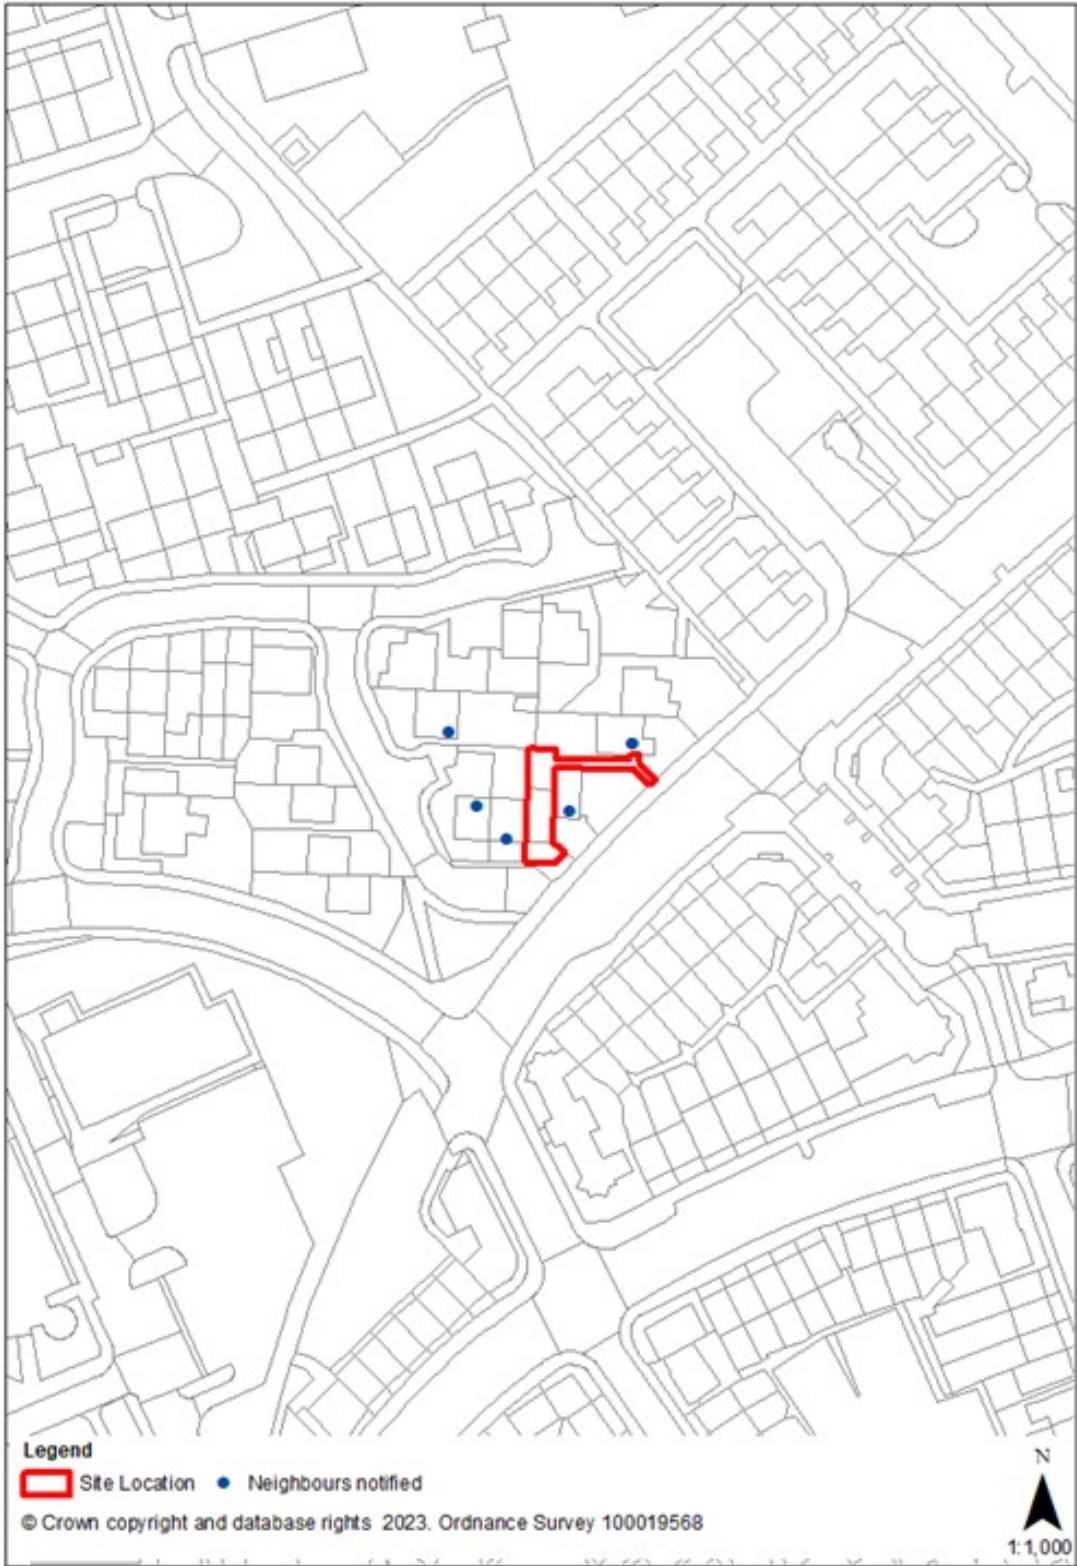 Legend
Site Location Neighbours notified
© Crown copyright and database rights 2023. Ordnance Survey 100019568
N
1:1,000